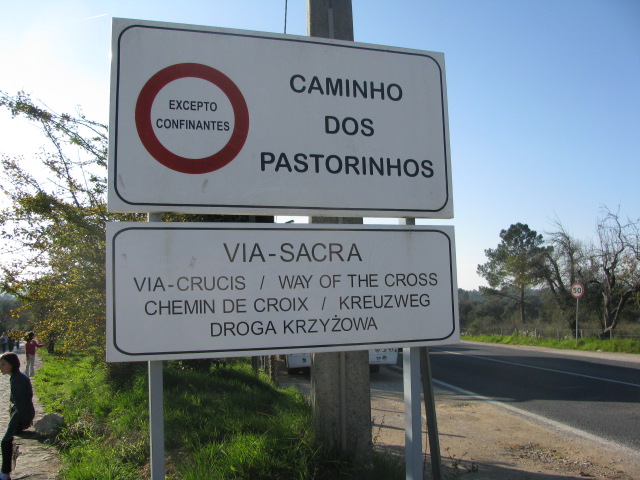 EXCEPTO
CONFINANTES
CAMINHO
DOS
PASTORINHOS
VIA-SACRA
VIA-CRUCIS / WAY OF THE CROSS
CHEMIN DE CROIX / KREUZWEG
DROGA KRZYŻOWA
50